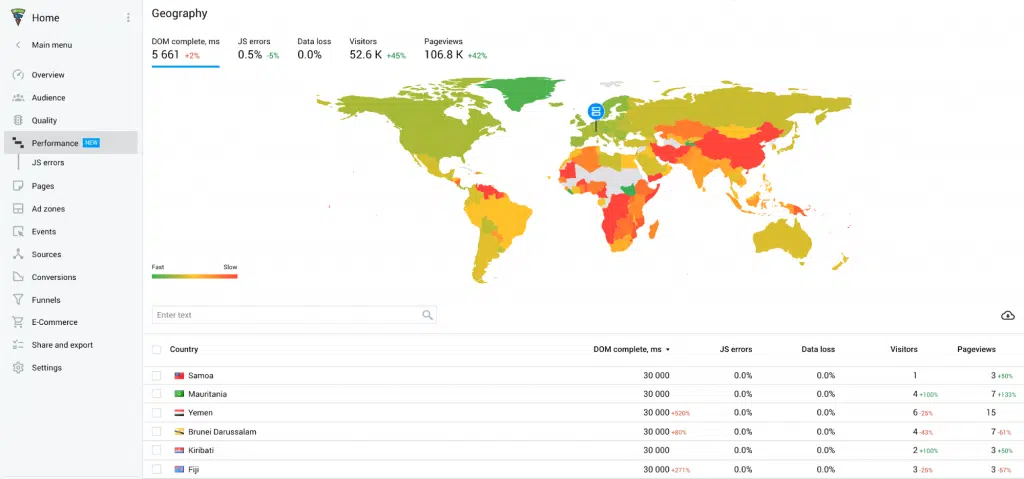 Home
Main menu
Overview
Audience
Quality
Performance NEW
JS errors
Pages
Ad zones
Events
Sources
Conversions
Funnels
E-Commerce
Share and export
Settings
Geography
DOM complete, ms JS errors Data loss Visitors Pageviews
5 661 +2% 0.5% -5% 0.0% 52.6 K +45% 106.8 K +42%
Fast Slow
Enter text
Country DOM complete, ms JS errors Data loss Visitors Pageviews
Samoa 30 000 0.0% 0.0% 1 3 +50%
Mauritania 30 000 0.0% 0.0% 4 +100% 7 +133%
Yemen 30 000 +520% 0.0% 0.0% 6 -25% 15
Brunei Darussalam 30 000 +80% 0.0% 0.0% 4 -43% 7 -61%
Kiribati 30 000 0.0% 0.0% 2 +100% 3 +50%
Fiji 30 000 +271% 0.0% 0.0% 3 -25% 3 -57%